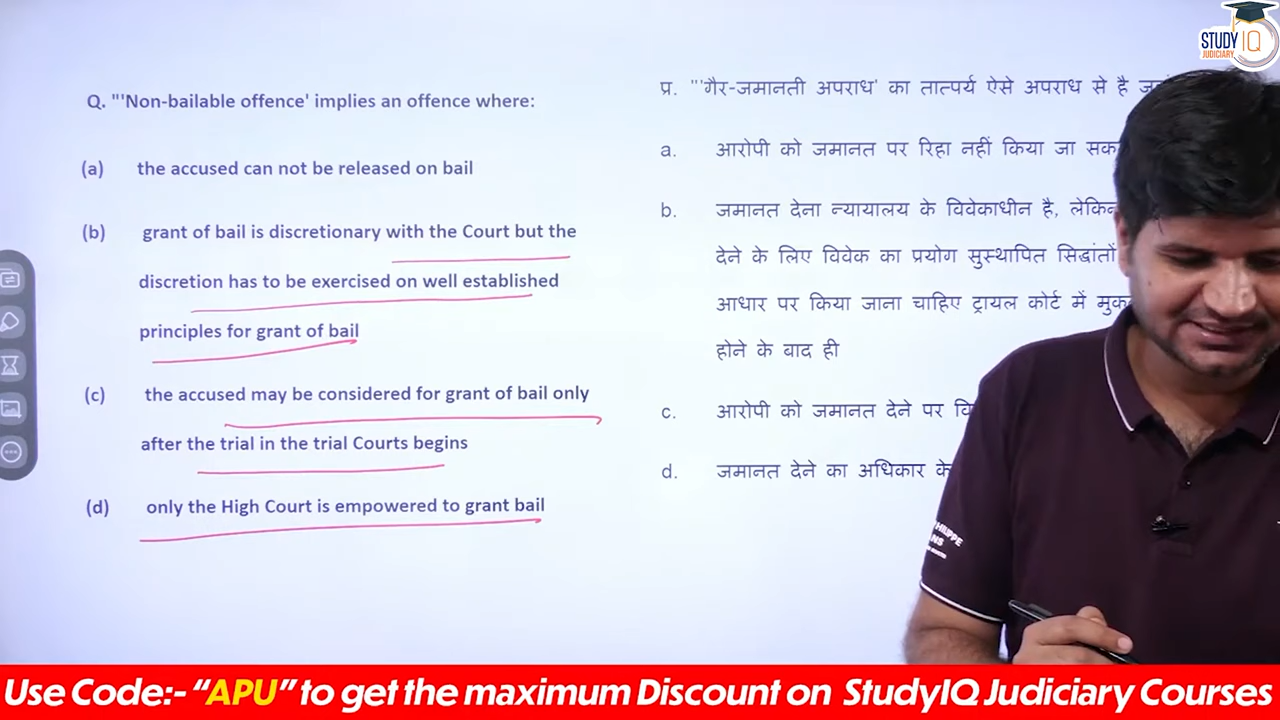 STUDY IQ
JUDICIARY
Q. "'Non-bailable offence' implies an offence where:
(a) the accused can not be released on bail
(b) grant of bail is discretionary with the Court but the
discretion has to be exercised on well established
principles for grant of bail
(c) the accused may be considered for grant of bail only
after the trial in the trial Courts begins
(d) only the High Court is empowered to grant bail
प्र. "'गैर-जमानती अपराध' का तात्पर्य ऐसे अपराध से है
a. आरोपी को जमानत पर रिहा नहीं किया जा
b. जमानत देना न्यायालय के विवेकाधीन है, लेकिन
देने के लिए विवेक का प्रयोग सुस्थापित सिद्धांतों
आधार पर किया जाना चाहिए ट्रायल कोर्ट में
होने के बाद ही
c. आरोपी को जमानत देने पर
d. जमानत देने का अधिकार
Use Code:- “APU” to get the maximum Discount on StudyIQ Judiciary Courses